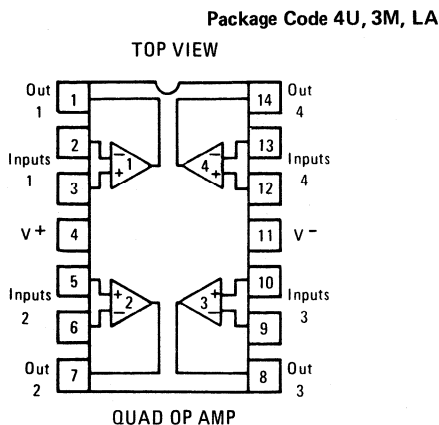 Package Code 4U, 3M, LA
TOP VIEW
Out 1
1
14
Out 4
2
13
Inputs 1
− + 1
4 − +
Inputs 4
3
12
V+
4
11
V−
5
10
Inputs 2
+ − 2
3 + −
Inputs 3
6
9
Out 2
7
8
Out 3
QUAD OP AMP